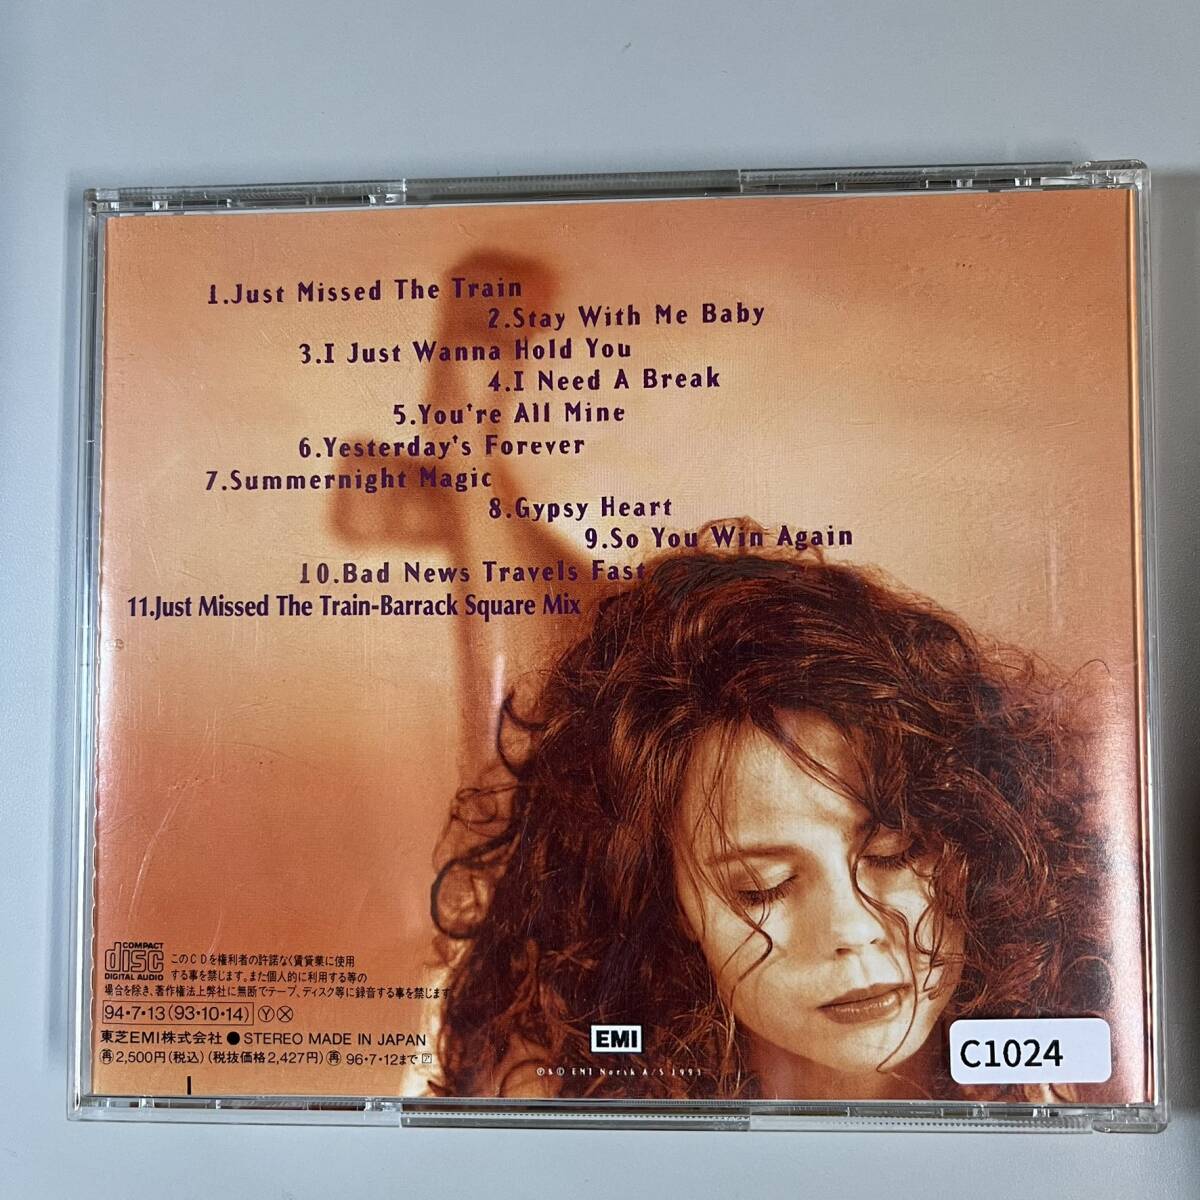 1.Just Missed The Train
2.Stay With Me Baby
3.I Just Wanna Hold You
4.I Need A Break
5.You're All Mine
6.Yesterday's Forever
7.Summernight Magic
8.Gypsy Heart
9.So You Win Again
10.Bad News Travels Fast
11.Just Missed The Train-Barrack Square Mix
COMPACT
disc
DIGITAL AUDIO
このCDを権利者の許諾なく賃貸業に使用
する事を禁じます。また個人的に利用する等の
場合を除き、著作権法上弊社に無断でテープ、ディスク等に録音する事を禁じます
94・7・13(93・10・14) Ⓨ Ⓧ
東芝EMI株式会社 ● STEREO MADE IN JAPAN
再 2,500円(税込) (税抜価格2,427円) 再 96・7・12まで
EMI
℗&© EMI Norsk A/S 1993
C1024